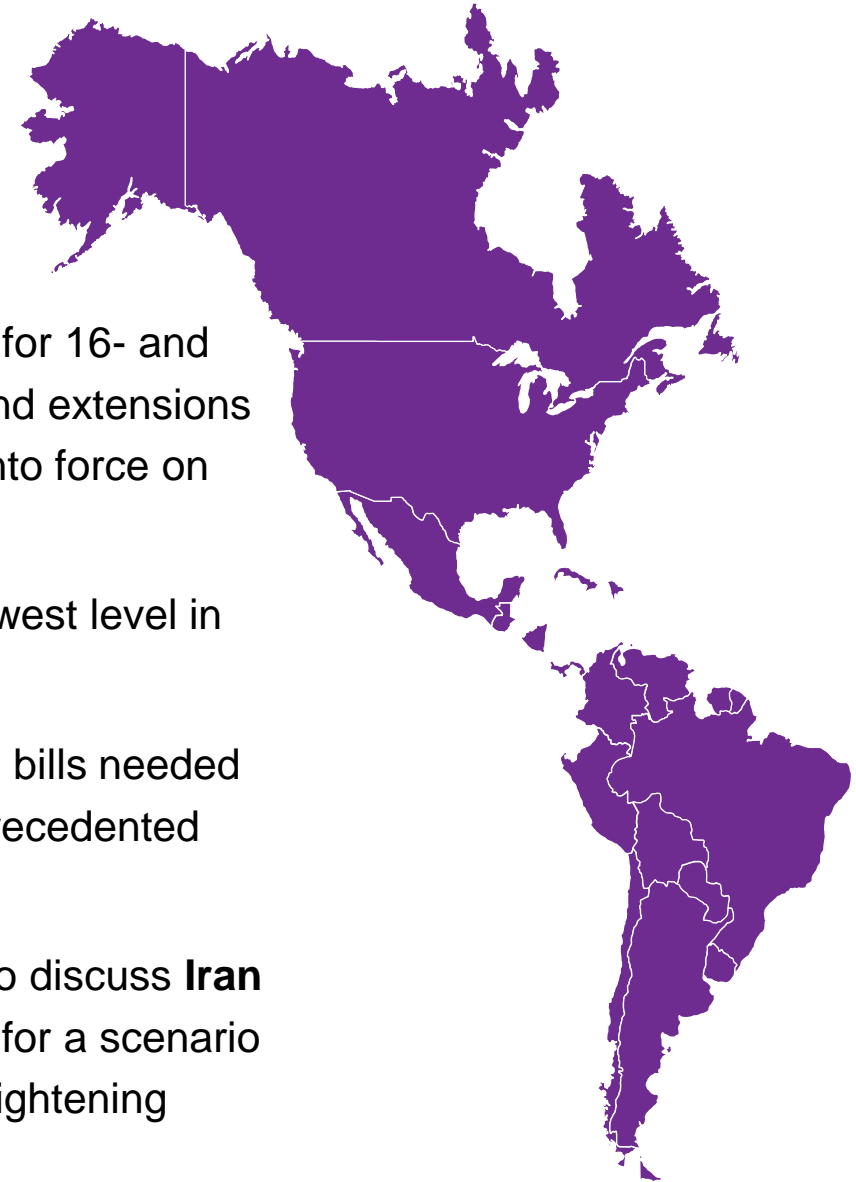 for 16- and
nd extensions
nto force on
west level in
bills needed
recedented
o discuss Iran
for a scenario
ightening